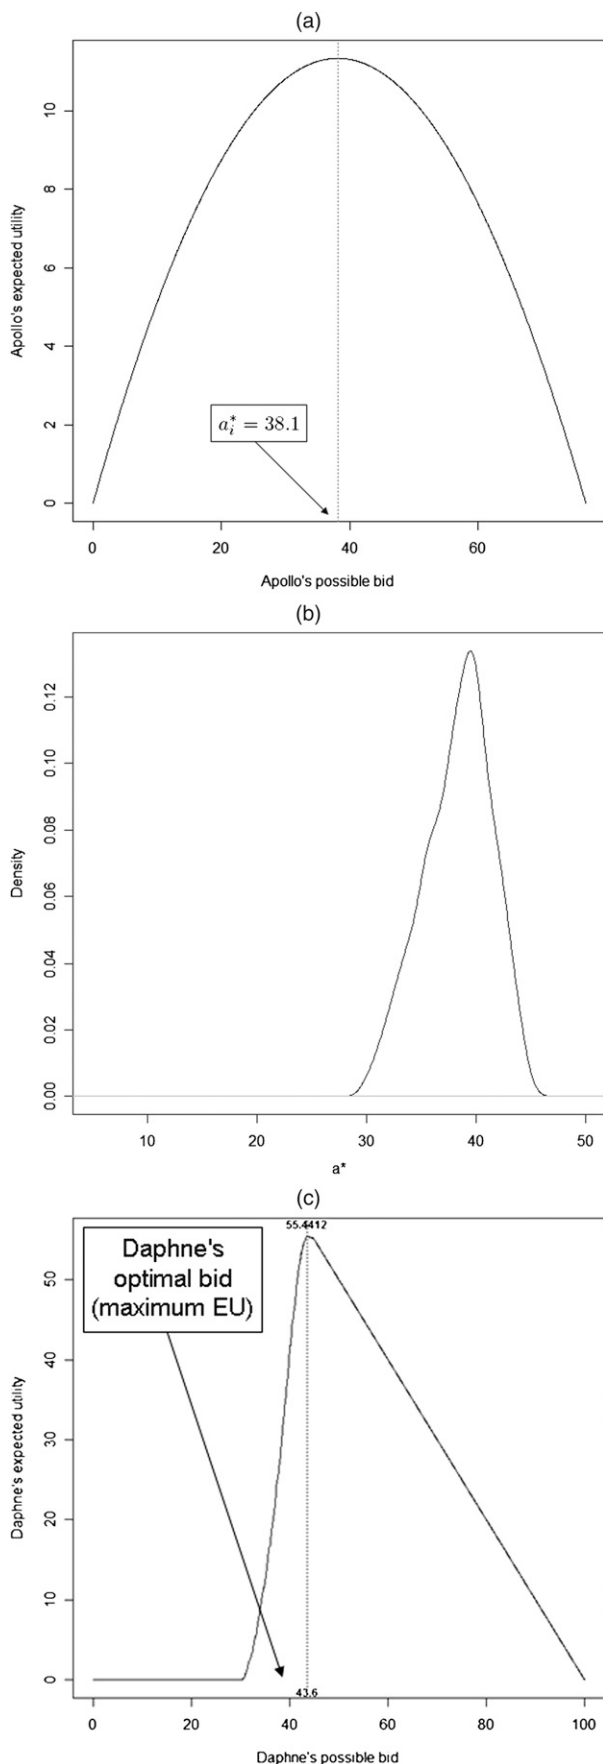 (a)
Apollo's expected utility
10
8
6
4
2
0
a*i = 38.1
0 20 40 60
Apollo's possible bid
(b)
Density
0.12
0.10
0.08
0.06
0.04
0.02
0.00
10 20 30 40 50
a*
(c)
55.4412
Daphne's
optimal bid
(maximum EU)
Daphne's expected utility
50
40
30
20
10
0
43.6
0 20 40 60 80 100
Daphne's possible bid